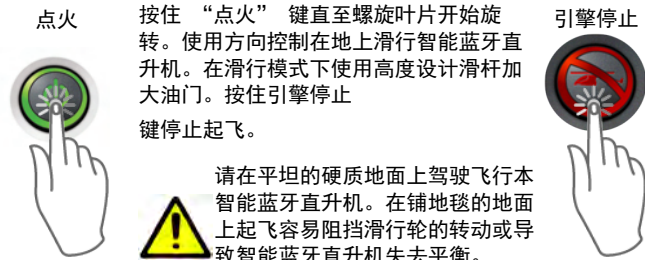 点火
按住 “点火” 键直至螺旋叶片开始旋
转。使用方向控制在地上滑行智能蓝牙直
升机。在滑行模式下使用高度设计滑杆加
大油门。按住引擎停止
键停止起飞。
引擎停止
请在平坦的硬质地面上驾驶飞行本
智能蓝牙直升机。在铺地毯的地面
上起飞容易阻挡滑行轮的转动或导
致智能蓝牙直升机失去平衡。